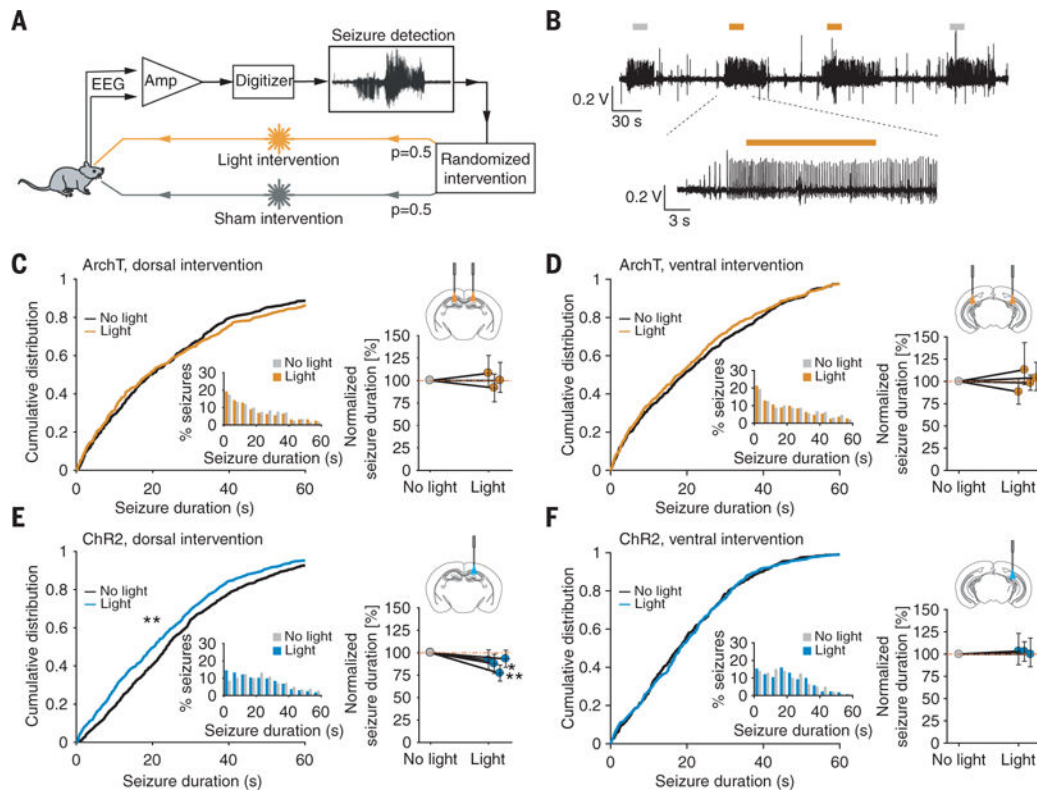 A
Seizure detection
EEG
Amp
Digitizer
Light intervention
p=0.5
Randomized
intervention
Sham intervention
p=0.5
B
0.2 V
30 s
0.2 V
3 s
C
ArchT, dorsal intervention
Cumulative distribution
1
0.8
0.6
0.4
0.2
0
No light
Light
% seizures
30
20
10
0
No light
Light
0 20 40 60
Seizure duration (s)
0 20 40 60
Seizure duration (s)
Normalized
seizure duration [%]
150
125
100
75
50
25
0
No light Light
D
ArchT, ventral intervention
Cumulative distribution
1
0.8
0.6
0.4
0.2
0
No light
Light
% seizures
30
20
10
0
No light
Light
0 20 40 60
Seizure duration (s)
0 20 40 60
Seizure duration (s)
Normalized
seizure duration [%]
150
125
100
75
50
25
0
No light Light
E
ChR2, dorsal intervention
Cumulative distribution
1
0.8
0.6
0.4
0.2
0
No light
Light
**
% seizures
30
20
10
0
No light
Light
0 20 40 60
Seizure duration (s)
0 20 40 60
Seizure duration (s)
Normalized
seizure duration [%]
150
125
100
75
50
25
0
*
**
No light Light
F
ChR2, ventral intervention
Cumulative distribution
1
0.8
0.6
0.4
0.2
0
No light
Light
% seizures
30
20
10
0
No light
Light
0 20 40 60
Seizure duration (s)
0 20 40 60
Seizure duration (s)
Normalized
seizure duration [%]
150
125
100
75
50
25
0
No light Light